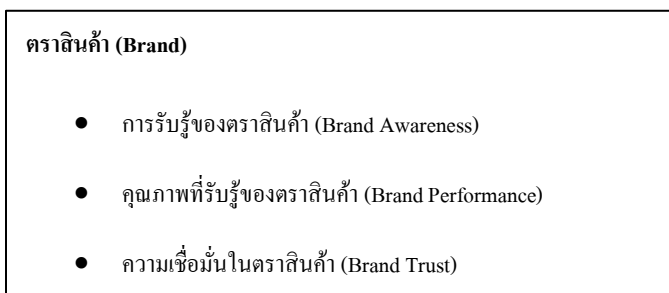 ตราสินค้า (Brand)
● การรับรู้ของตราสินค้า (Brand Awareness)
● คุณภาพที่รับรู้ของตราสินค้า (Brand Performance)
● ความเชื่อมั่นในตราสินค้า (Brand Trust)